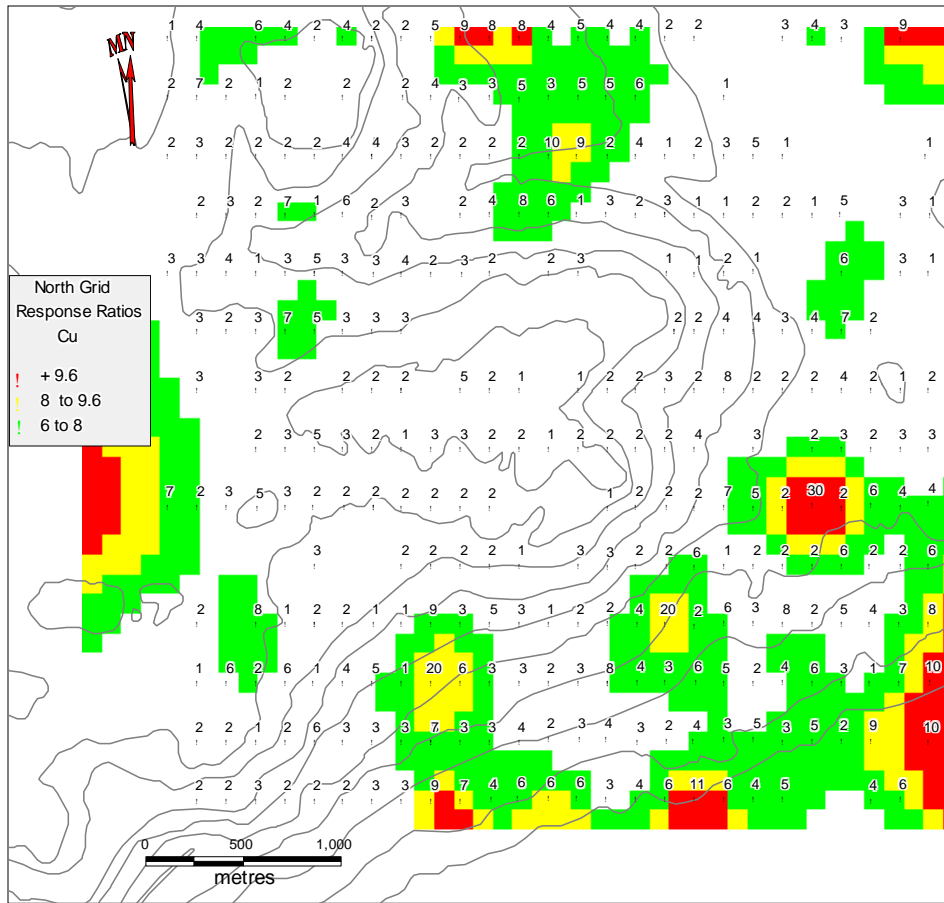 1 4 6 4 2 4 2 2 5 9 8 8 4 5 4 4 2 2 3 4 3 9
MN
2 7 2 1 2 2 2 4 3 3 5 3 5 5 6 1
2 3 2 2 2 2 4 4 3 2 2 2 2 10 9 2 4 1 2 3 5 1 1
2 3 2 7 1 6 2 3 2 4 8 6 1 3 2 3 1 1 2 2 1 5 3 1
3 3 4 1 3 5 3 3 4 2 3 2 2 3 1 1 2 1 6 3 1
North Grid
Response Ratios
Cu
+ 9.6
8 to 9.6
6 to 8
3 2 3 7 5 3 3 3 2 2 4 4 3 4 7 2
3 3 2 2 2 2 5 2 1 1 2 2 3 2 8 2 2 2 4 2 1 2
2 3 5 3 2 1 3 3 2 2 1 2 2 2 2 4 3 2 3 2 3 3
7 2 3 5 3 2 2 2 2 2 2 2 1 2 2 2 7 5 2 30 2 6 4 4
3 2 2 2 2 1 3 3 2 2 6 1 2 2 2 6 2 2 6
2 8 1 2 2 1 1 9 3 5 3 1 2 2 4 20 2 6 3 8 2 5 4 3 8
1 6 2 6 1 4 5 1 20 6 3 3 2 3 8 4 3 6 5 2 4 6 3 1 7 10
2 2 1 2 6 3 3 3 7 3 3 4 2 3 4 3 2 4 3 5 3 5 2 9 10
2 2 3 2 2 2 3 3 9 7 4 6 6 6 3 4 6 11 6 4 5 4 6
0 500 1,000
metres